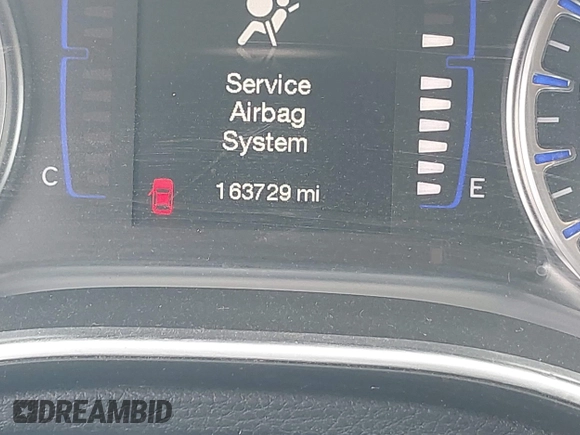 Service
Airbag
System
C
163729 mi
E
DREAMBID